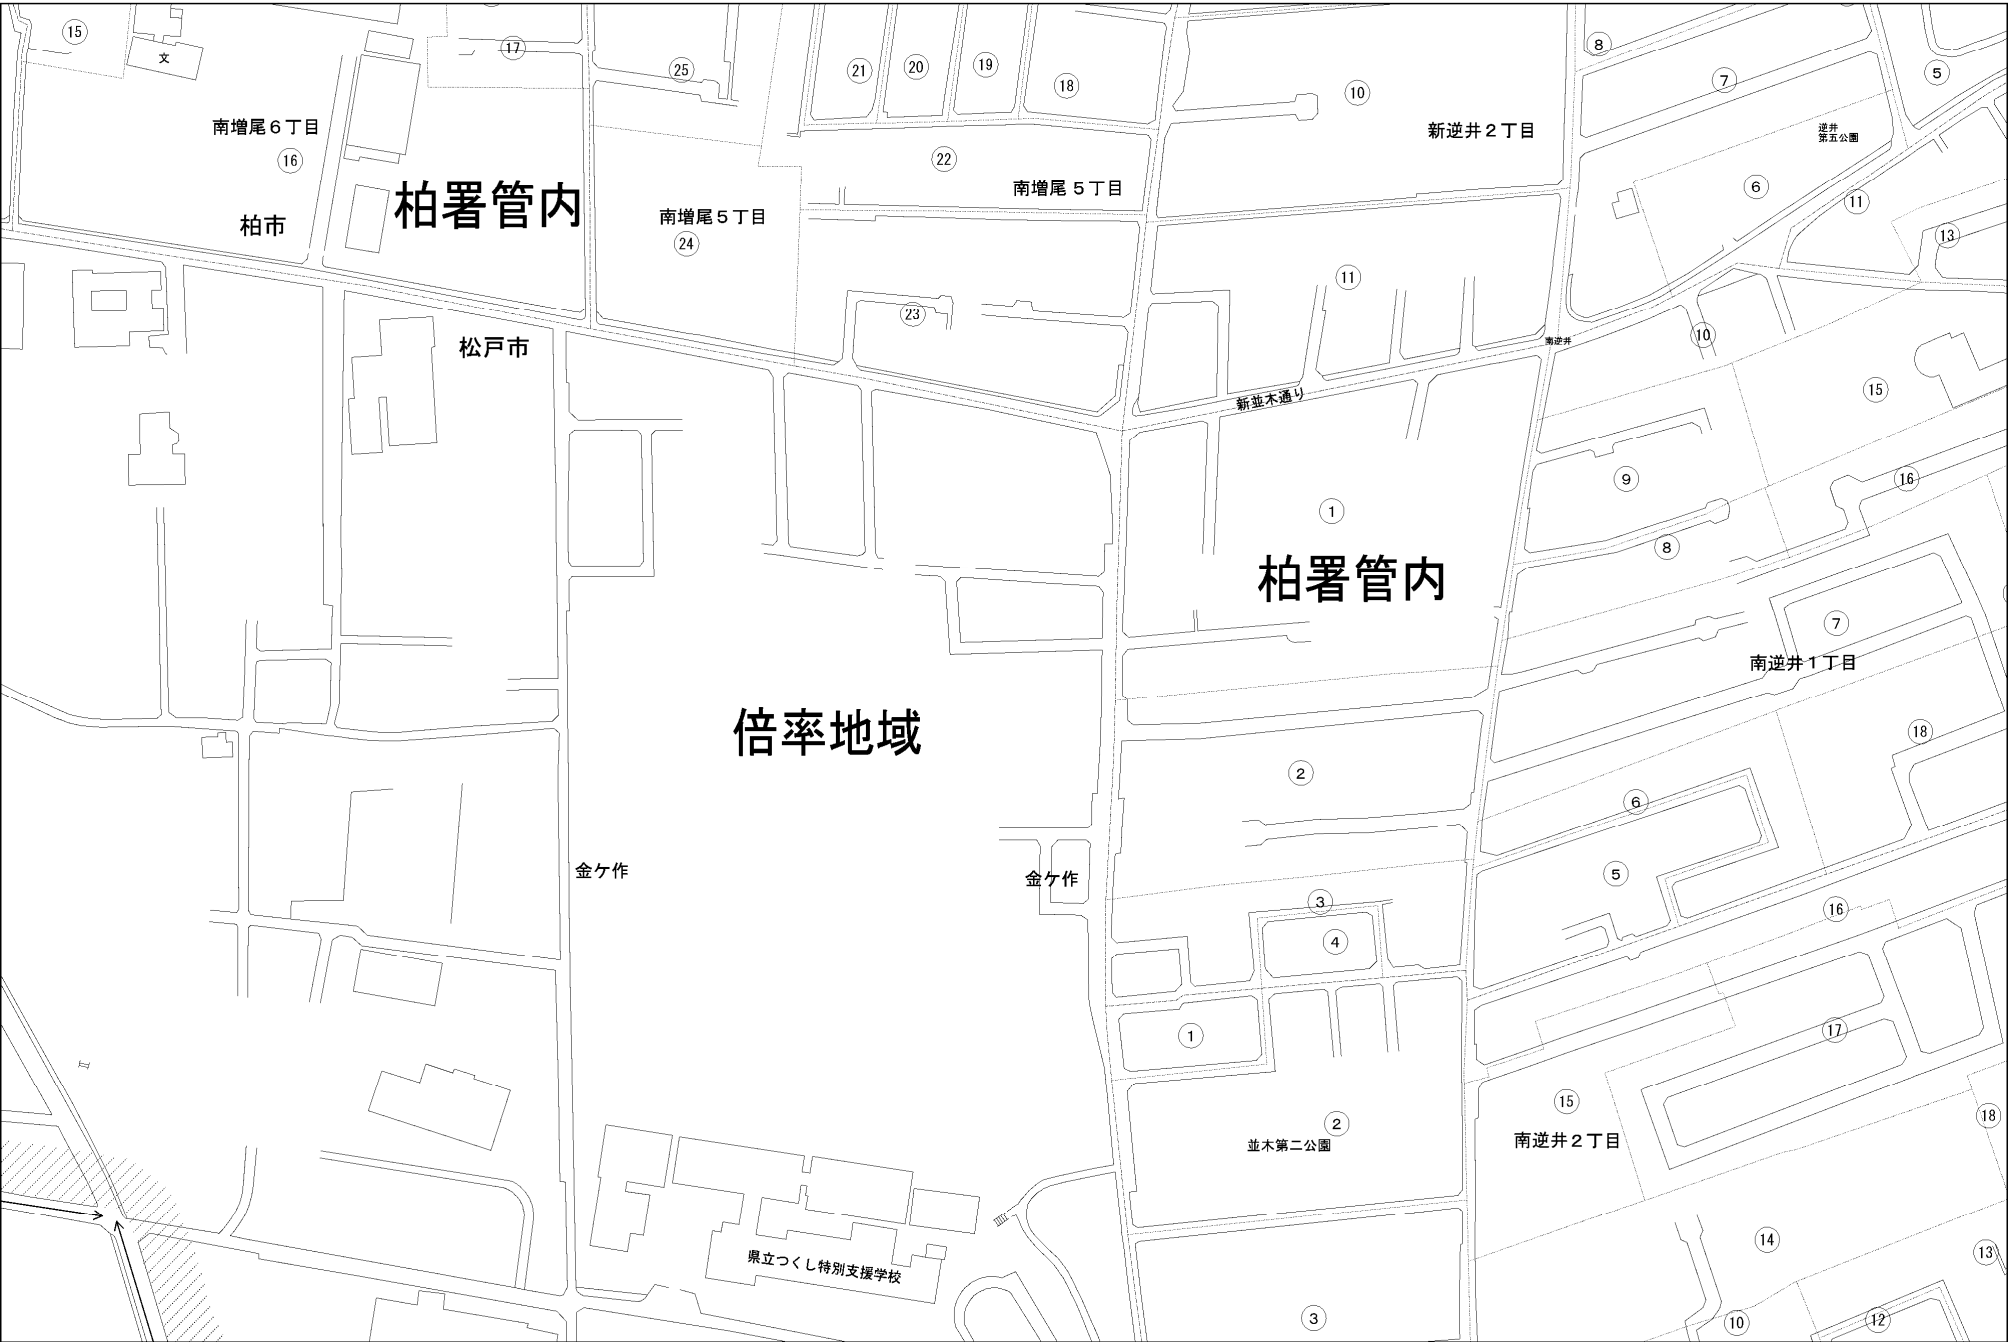 15
文
17
25
21
20
19
18
10
8
7
5
南増尾6丁目
16
22
新逆井2丁目
逆井
第五公園
柏署管内
南増尾5丁目
6
11
柏市
南増尾5丁目
24
13
11
23
松戸市
南逆井
10
新並木通り
15
9
16
1
8
柏署管内
7
南逆井1丁目
倍率地域
18
2
6
金ケ作
金ケ作
5
3
16
4
1
17
15
18
2
並木第二公園
南逆井2丁目
県立つくし特別支援学校
14
13
3
10
12